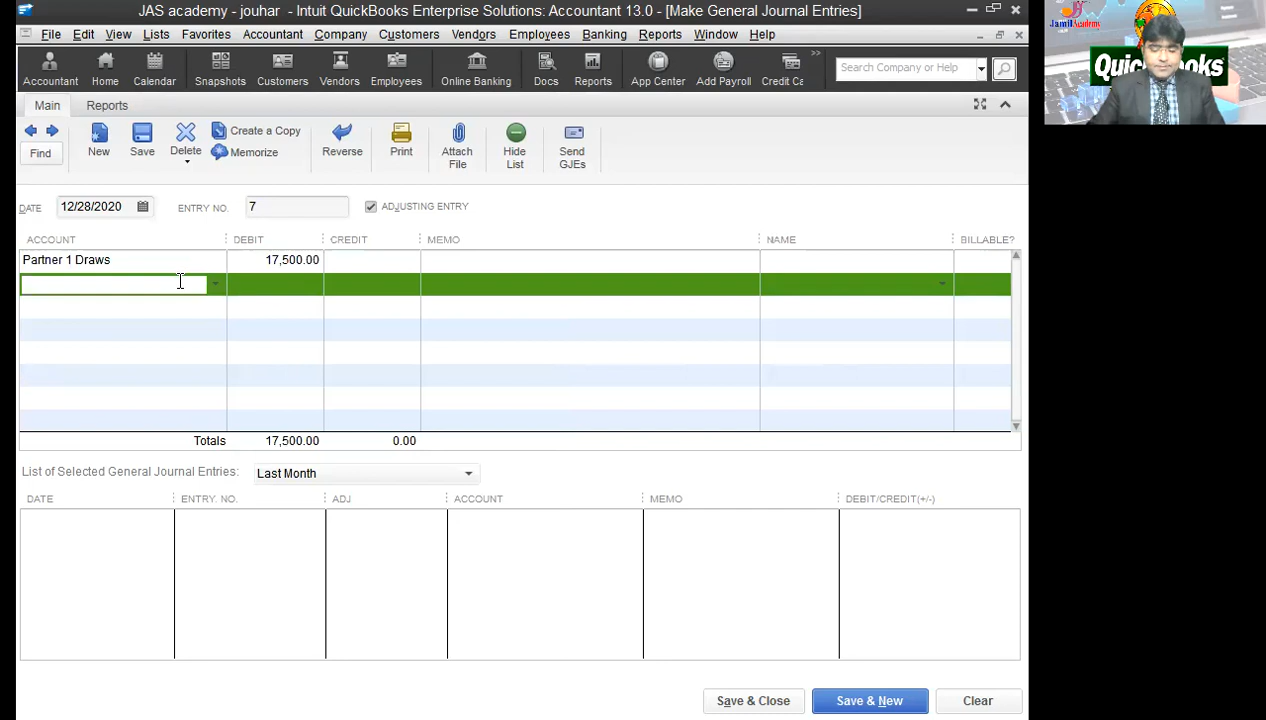 JAS academy - jouhar - Intuit QuickBooks Enterprise Solutions: Accountant 13.0 - [Make General Journal Entries]
File Edit View Lists Favorites Accountant Company Customers Vendors Employees Banking Reports Window Help
Accountant Home Calendar Snapshots Customers Vendors Employees Online Banking Docs Reports App Center Add Payroll Credit Ca
Search Company or Help
Main Reports
Find New Save Delete Create a Copy Memorize Reverse Print Attach File Hide List Send GJEs
DATE 12/28/2020 ENTRY NO. 7 ADJUSTING ENTRY
ACCOUNT DEBIT CREDIT MEMO NAME BILLABLE?
Partner 1 Draws 17,500.00
Totals 17,500.00 0.00
List of Selected General Journal Entries: Last Month
DATE ENTRY. NO. ADJ ACCOUNT MEMO DEBIT/CREDIT(+/-)
Save & Close Save & New Clear